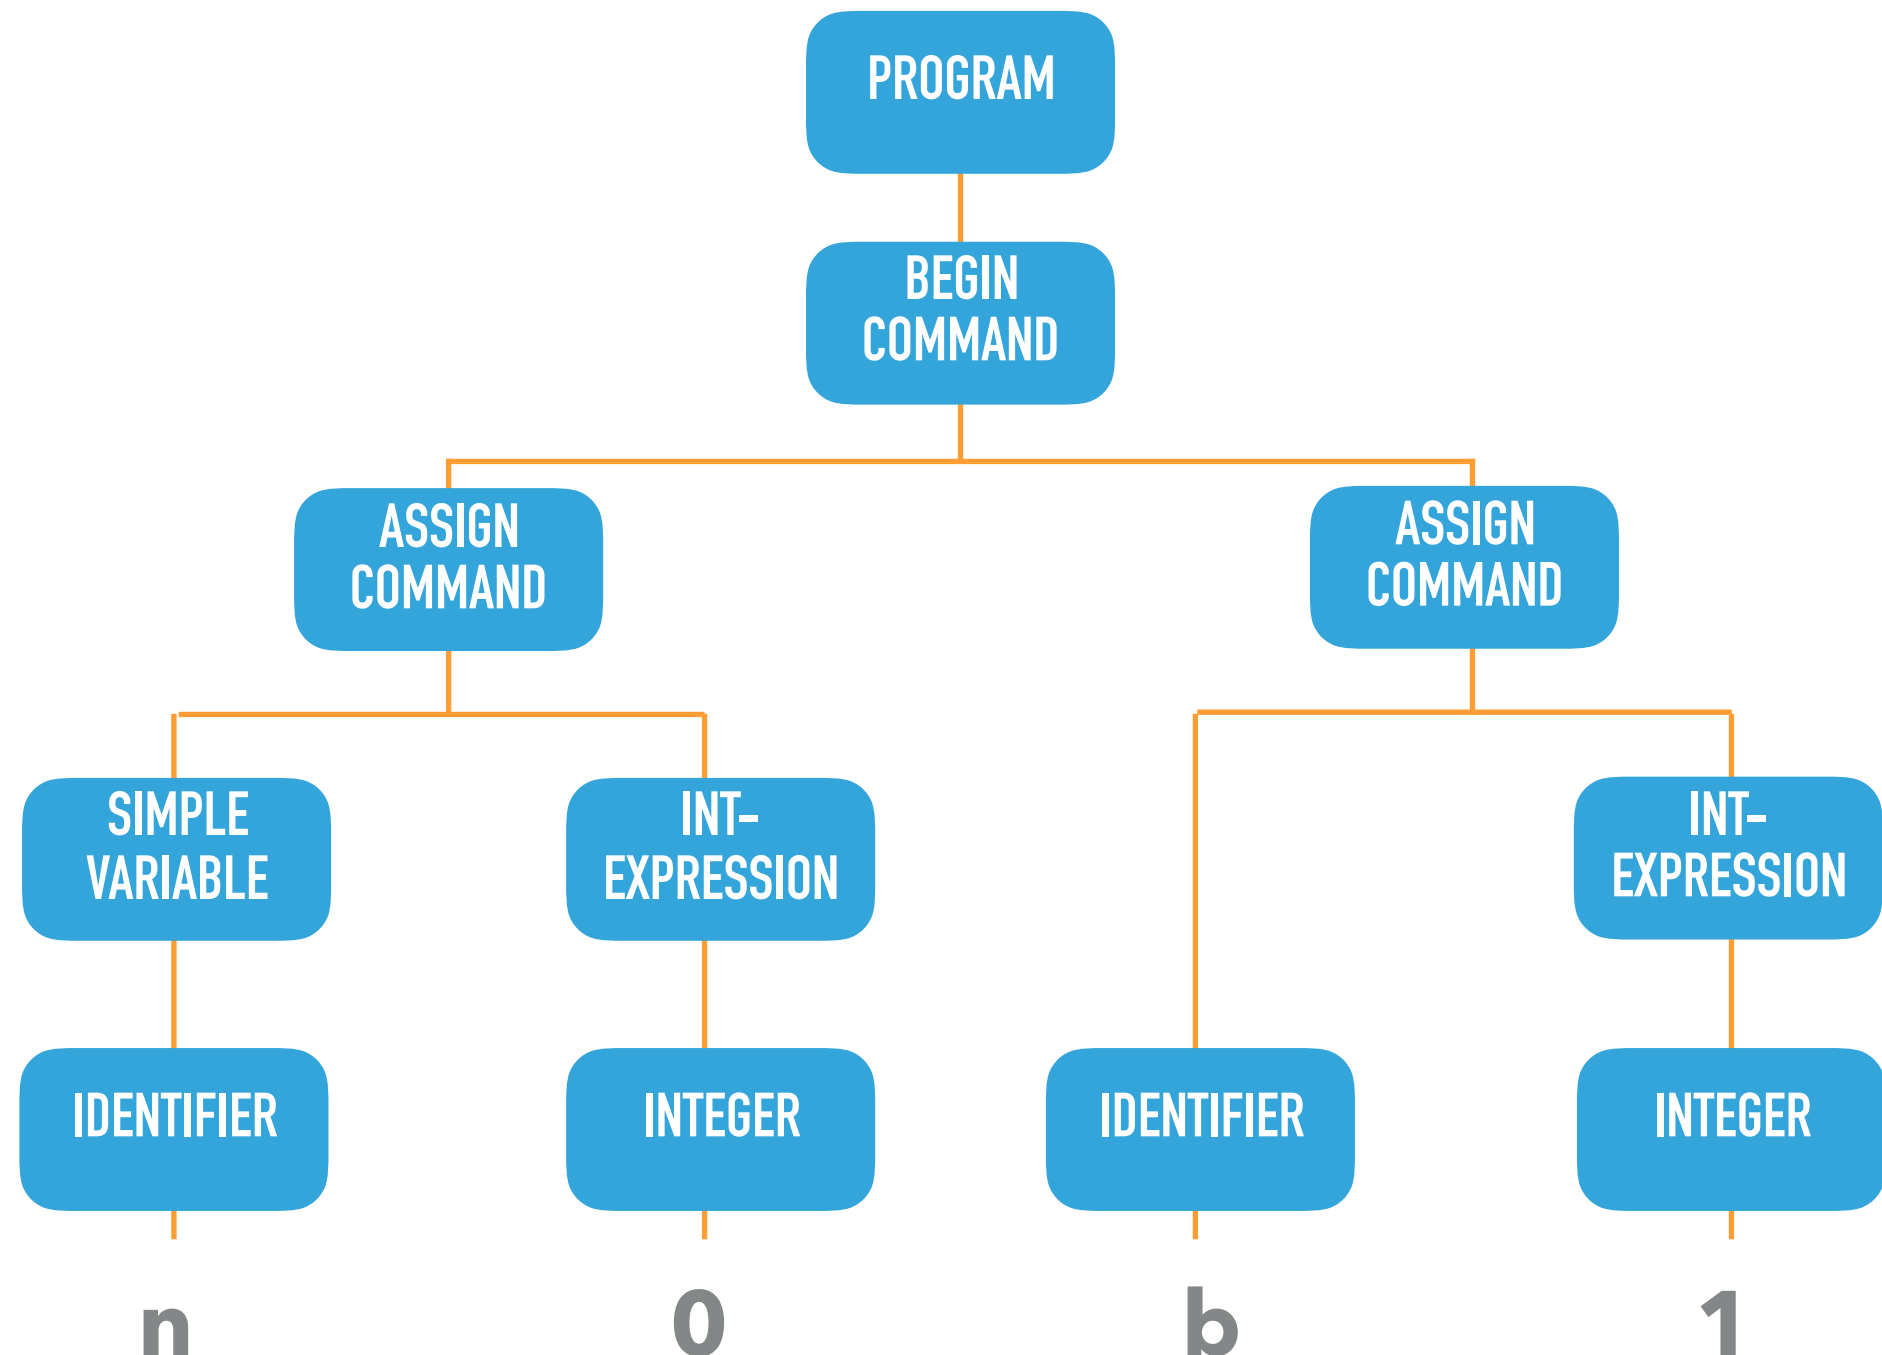 PROGRAM
BEGIN
COMMAND
ASSIGN
COMMAND
ASSIGN
COMMAND
SIMPLE
VARIABLE
INT-
EXPRESSION
INT-
EXPRESSION
IDENTIFIER
INTEGER
IDENTIFIER
INTEGER
n
0
b
1